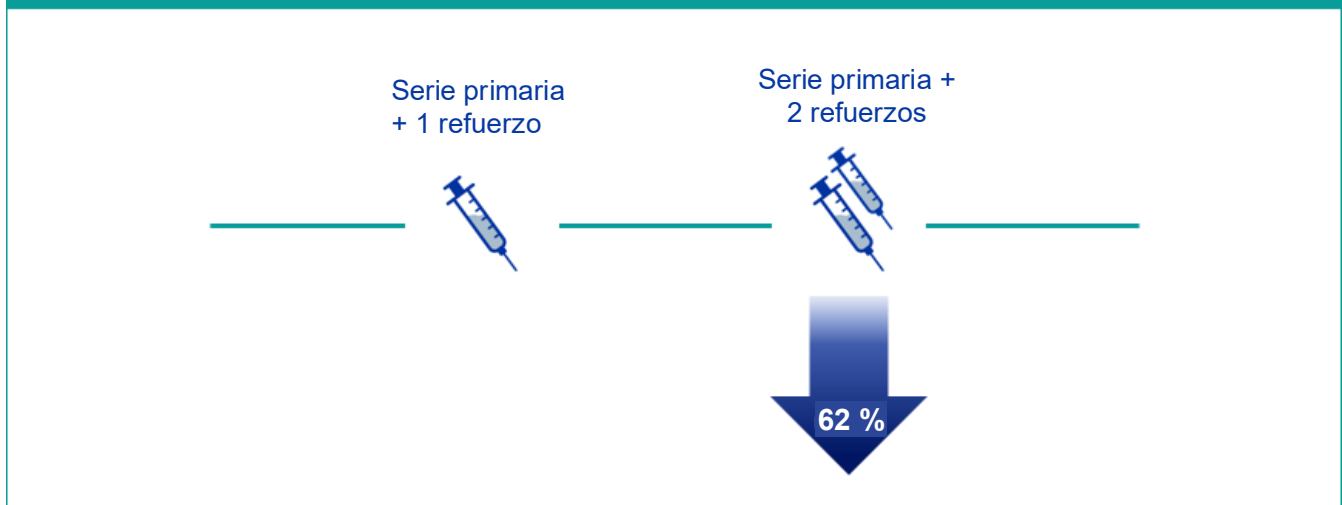 Serie primaria
+ 1 refuerzo
Serie primaria +
2 refuerzos
62 %